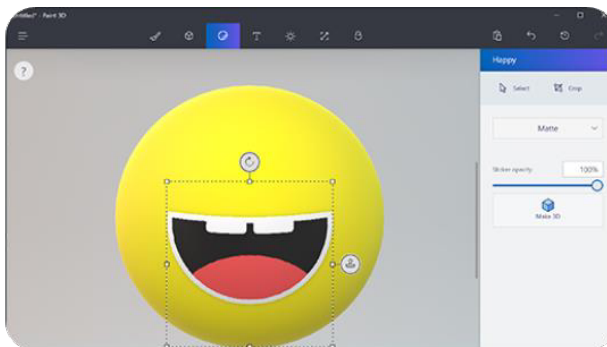 Untitled* - Paint 3D
T
?
Happy
Select
Crop
Matte
Sticker opacity
100%
Make 3D